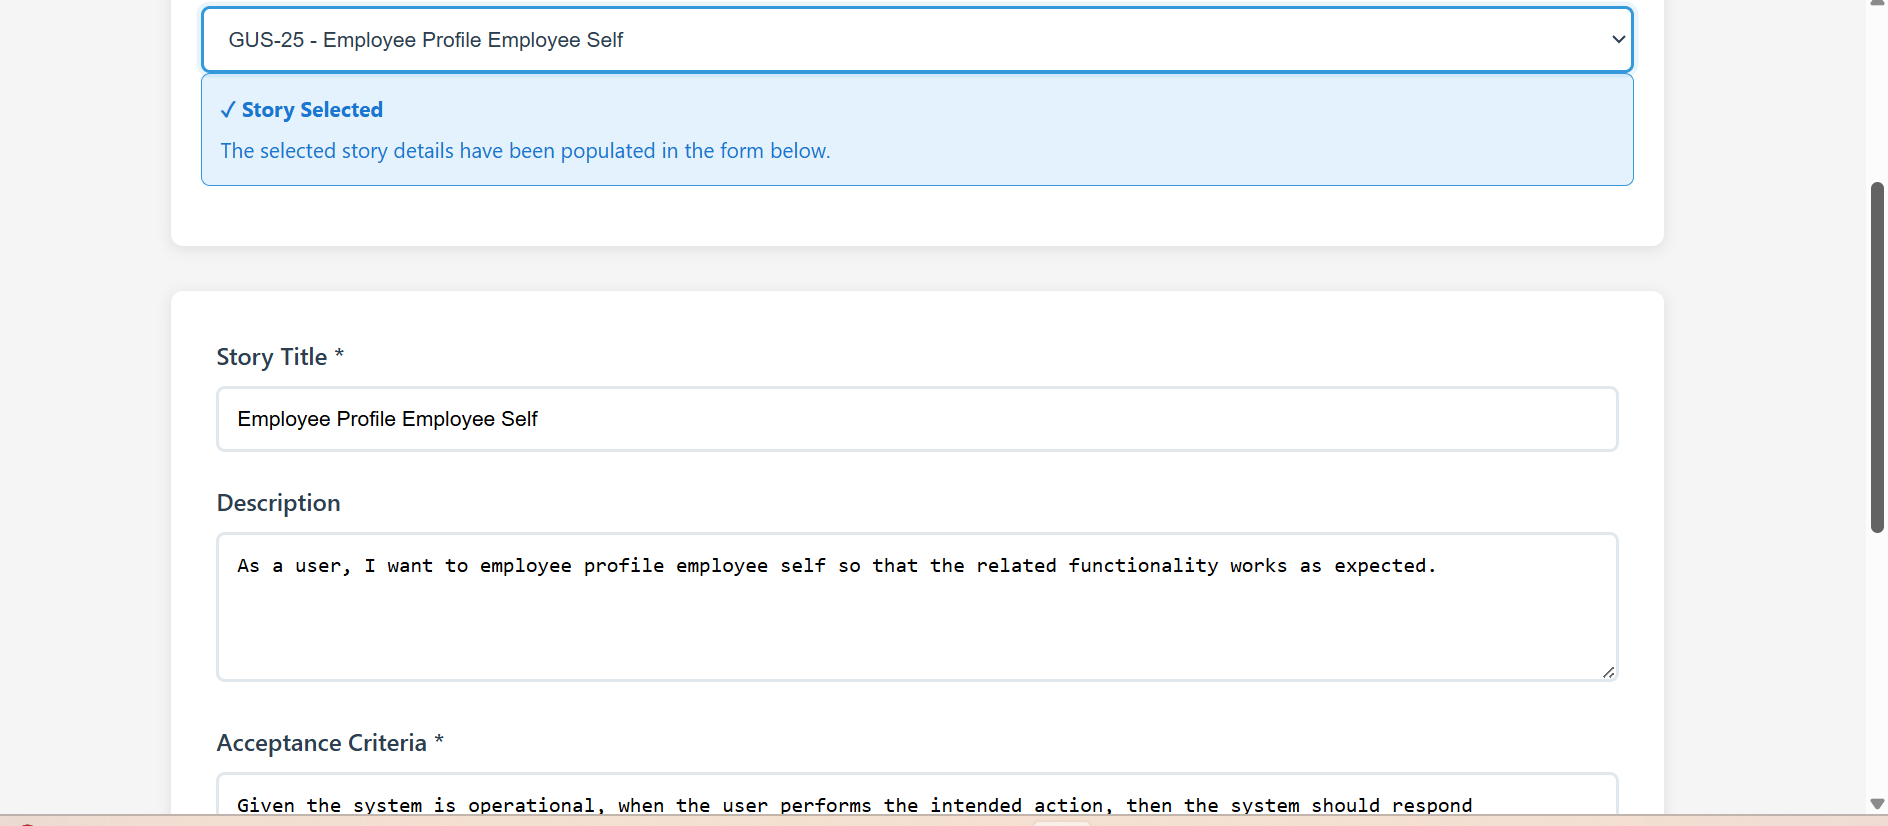 GUS-25 - Employee Profile Employee Self
✓ Story Selected
The selected story details have been populated in the form below.
Story Title *
Employee Profile Employee Self
Description
As a user, I want to employee profile employee self so that the related functionality works as expected.
Acceptance Criteria *
Given the system is operational, when the user performs the intended action, then the system should respond